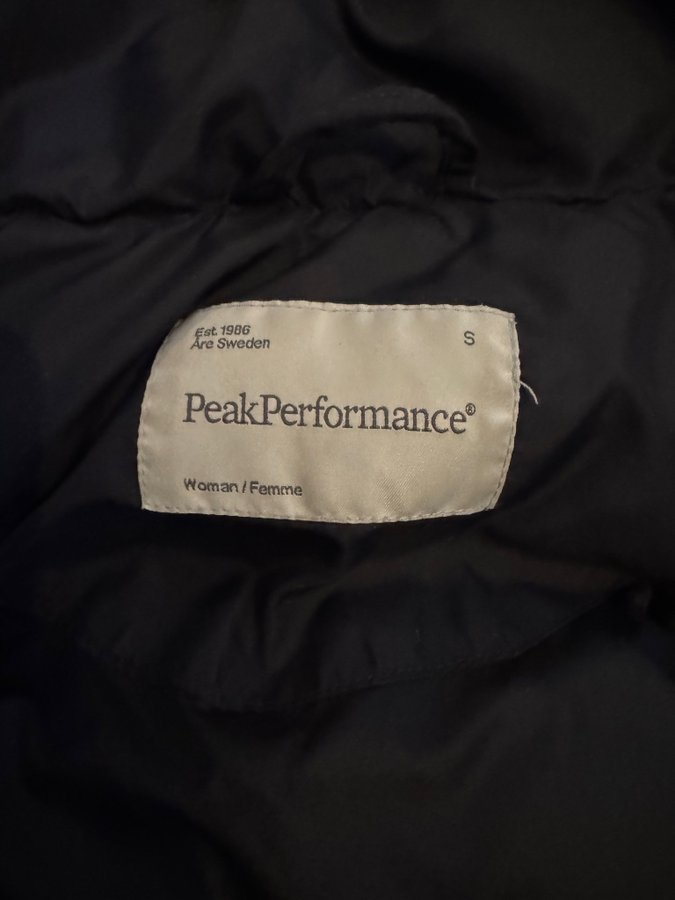 Est. 1986 S
Åre Sweden
PeakPerformance®
Woman / Femme